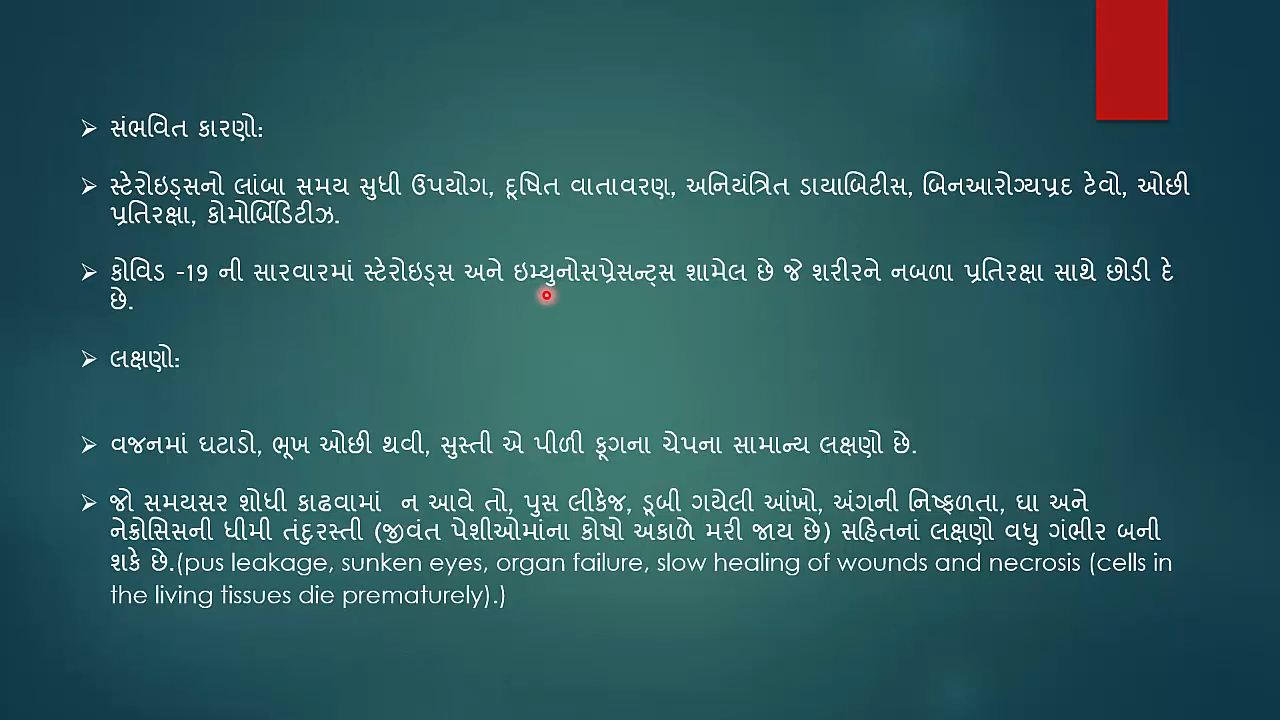 સંભવિત કારણો:
સ્ટેરોઇડ્સનો લાંબા સમય સુધી ઉપયોગ, દૂષિત વાતાવરણ, અનિયંત્રિત ડાયાબિટીસ, બિનઆરોગ્યપ્રદ ટેવો, ઓછી
પ્રતિરક્ષા, કોમોર્બિડિટીઝ.
કોવિડ -19 ની સારવારમાં સ્ટેરોઇડ્સ અને ઇમ્યુનોસપ્રેસન્ટ્સ શામેલ છે જે શરીરને નબળા પ્રતિરક્ષા સાથે છોડી દે
છે.
લક્ષણો:
વજનમાં ઘટાડો, ભૂખ ઓછી થવી, સુસ્તી એ પીળી ફૂગના ચેપના સામાન્ય લક્ષણો છે.
જો સમયસર શોધી કાઢવામાં ન આવે તો, પુસ લીકેજ, ડૂબી ગયેલી આંખો, અંગની નિષ્ફળતા, ઘા અને
નેક્રોસિસની ધીમી તંદુરસ્તી (જીવંત પેશીઓમાંના કોષો અકાળે મરી જાય છે) સહિતનાં લક્ષણો વધુ ગંભીર બની
શકે છે.(pus leakage, sunken eyes, organ failure, slow healing of wounds and necrosis (cells in
the living tissues die prematurely).)